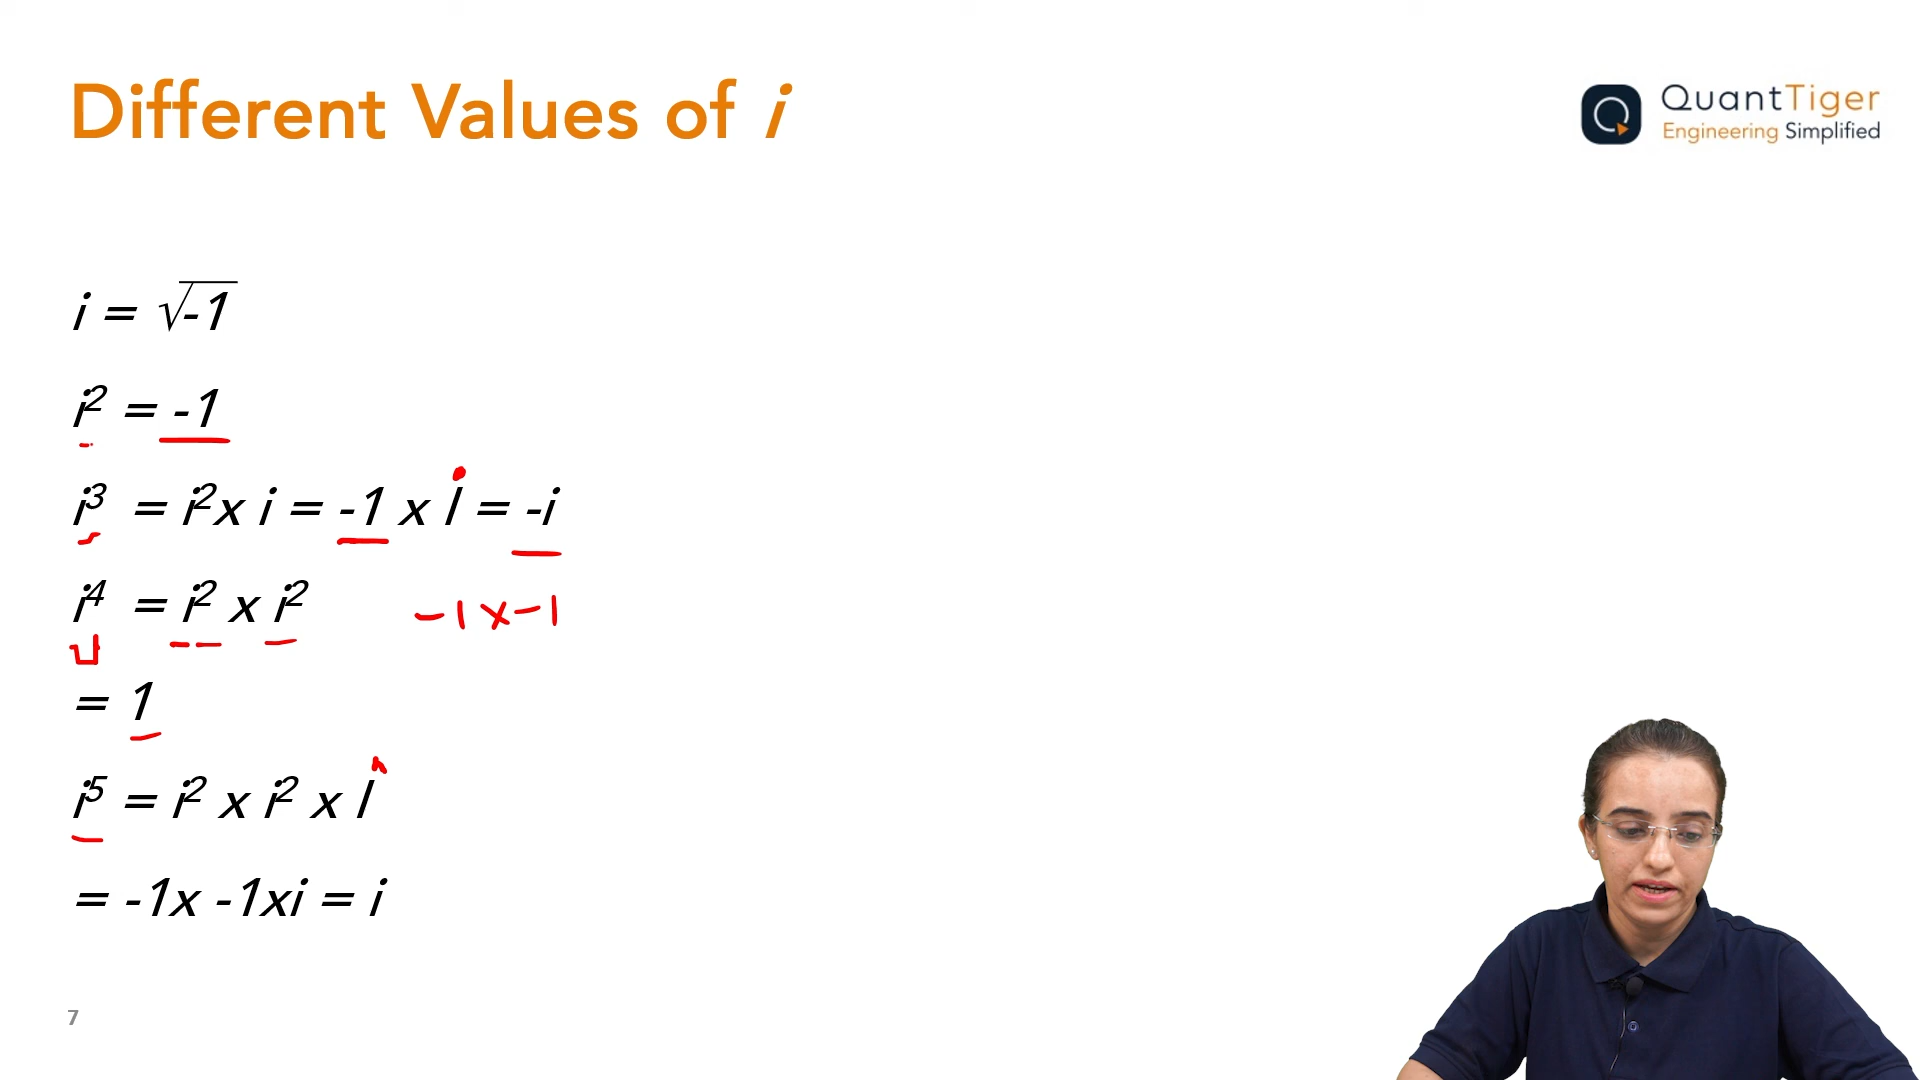 Different Values of i
QuantTiger
Engineering Simplified
i = √-1
i² = -1
i³ = i²x i = -1 x I = -i
i⁴ = i² x i² -1 x -1
= 1
i⁵ = i² x i² x I
= -1x -1xi = i
7